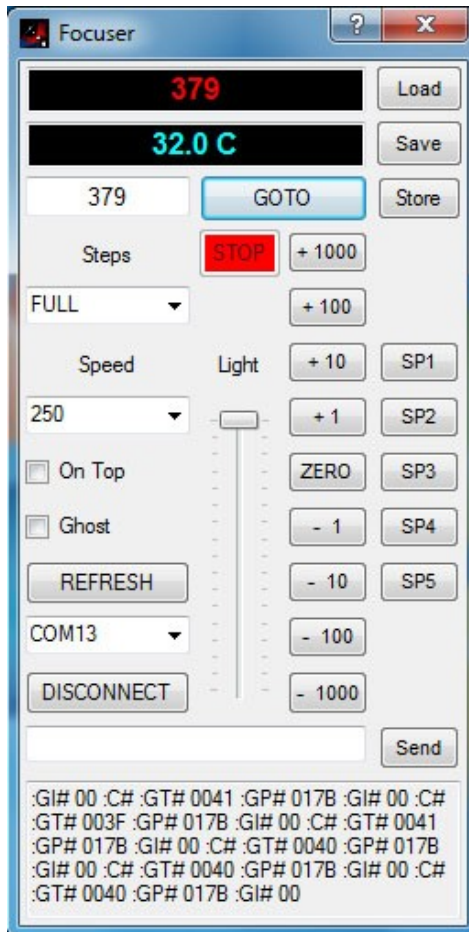 Focuser
?
X
379 Load
32.0 C Save
379 GOTO Store
Steps STOP + 1000
FULL + 100
Speed Light + 10 SP1
250 + 1 SP2
On Top ZERO SP3
Ghost - 1 SP4
REFRESH - 10 SP5
COM13 - 100
DISCONNECT - 1000
Send
:GI# 00 :C# :GT# 0041 :GP# 017B :GI# 00 :C#
:GT# 003F :GP# 017B :GI# 00 :C# :GT# 0041
:GP# 017B :GI# 00 :C# :GT# 0040 :GP# 017B
:GI# 00 :C# :GT# 0040 :GP# 017B :GI# 00 :C#
:GT# 0040 :GP# 017B :GI# 00